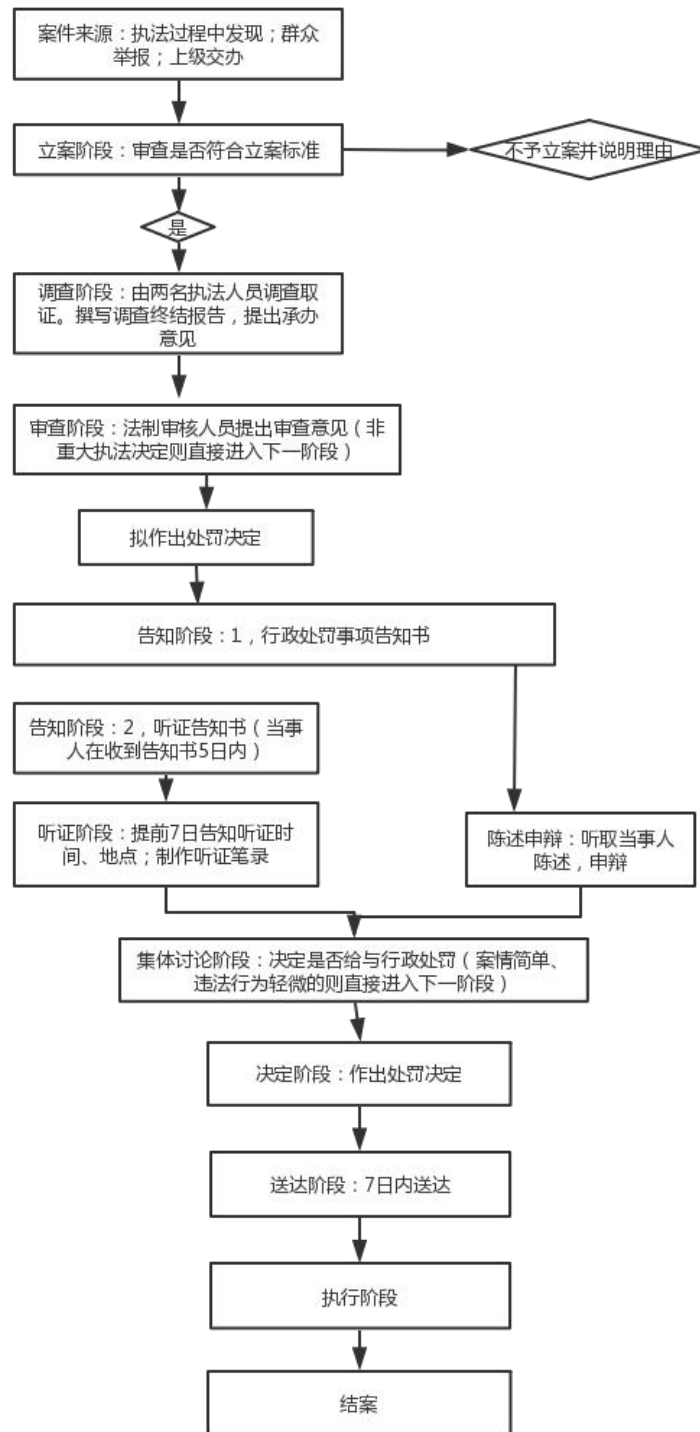 案件来源：执法过程中发现；群众
举报；上级交办
立案阶段：审查是否符合立案标准
不予立案并说明理由
是
调查阶段：由两名执法人员调查取
证。撰写调查终结报告，提出承办
意见
审查阶段：法制审核人员提出审查意见（非
重大执法决定则直接进入下一阶段）
拟作出处罚决定
告知阶段：1，行政处罚事项告知书
告知阶段：2，听证告知书（当事
人在收到告知书5日内）
听证阶段：提前7日告知听证时
间、地点；制作听证笔录
陈述申辩：听取当事人
陈述，申辩
集体讨论阶段：决定是否给与行政处罚（案情简单、
违法行为轻微的则直接进入下一阶段）
决定阶段：作出处罚决定
送达阶段：7日内送达
执行阶段
结案